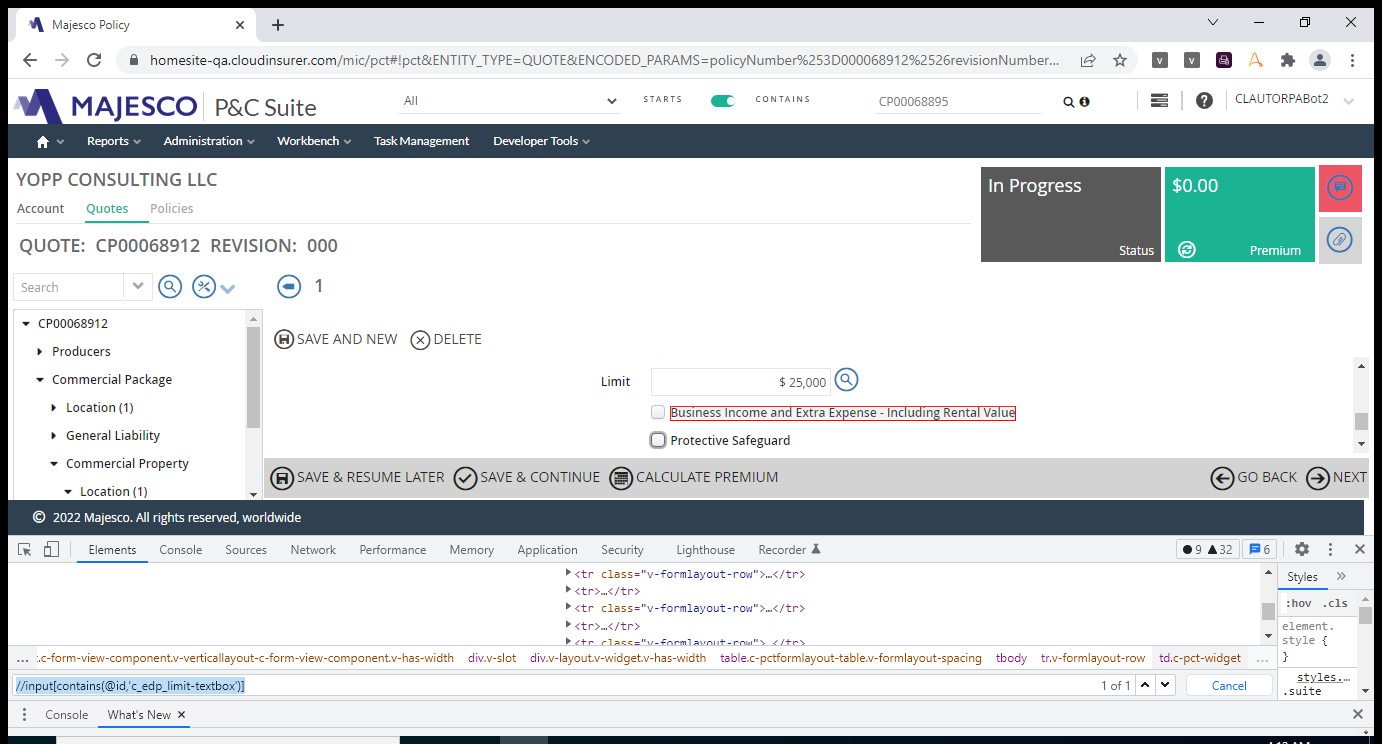 Majesco Policy
homesite-qa.cloudinsurer.com/mic/pct#!pct&ENTITY_TYPE=QUOTE&ENCODED_PARAMS=policyNumber%253D000068912%2526revisionNumber...
MAJESCO P&C Suite All STARTS CONTAINS CP00068895 CLAUTORPABot2
Reports Administration Workbench Task Management Developer Tools
YOPP CONSULTING LLC
Account Quotes Policies
In Progress
Status
$0.00
Premium
QUOTE: CP00068912 REVISION: 000
Search 1
CP00068912
Producers
Commercial Package
Location (1)
General Liability
Commercial Property
Location (1)
SAVE AND NEW DELETE
Limit $ 25,000
Business Income and Extra Expense - Including Rental Value
Protective Safeguard
SAVE & RESUME LATER SAVE & CONTINUE CALCULATE PREMIUM GO BACK NEXT
© 2022 Majesco. All rights reserved, worldwide
Elements Console Sources Network Performance Memory Application Security Lighthouse Recorder 9 32 6
<tr class="v-formlayout-row">…</tr>
<tr>…</tr>
<tr class="v-formlayout-row">…</tr>
<tr>…</tr>
<tr class="v-formlayout-row">…</tr>
Styles
:hov .cls
element.
style {
}
styles.…
.suite
... .c-form-view-component.v-verticallayout-c-form-view-component.v-has-width div.v-slot div.v-layout.v-widget.v-has-width table.c-pctformlayout-table.v-formlayout-spacing tbody tr.v-formlayout-row td.c-pct-widget ...
//input[contains(@id,'c_edp_limit-textbox')] 1 of 1 Cancel
Console What's New